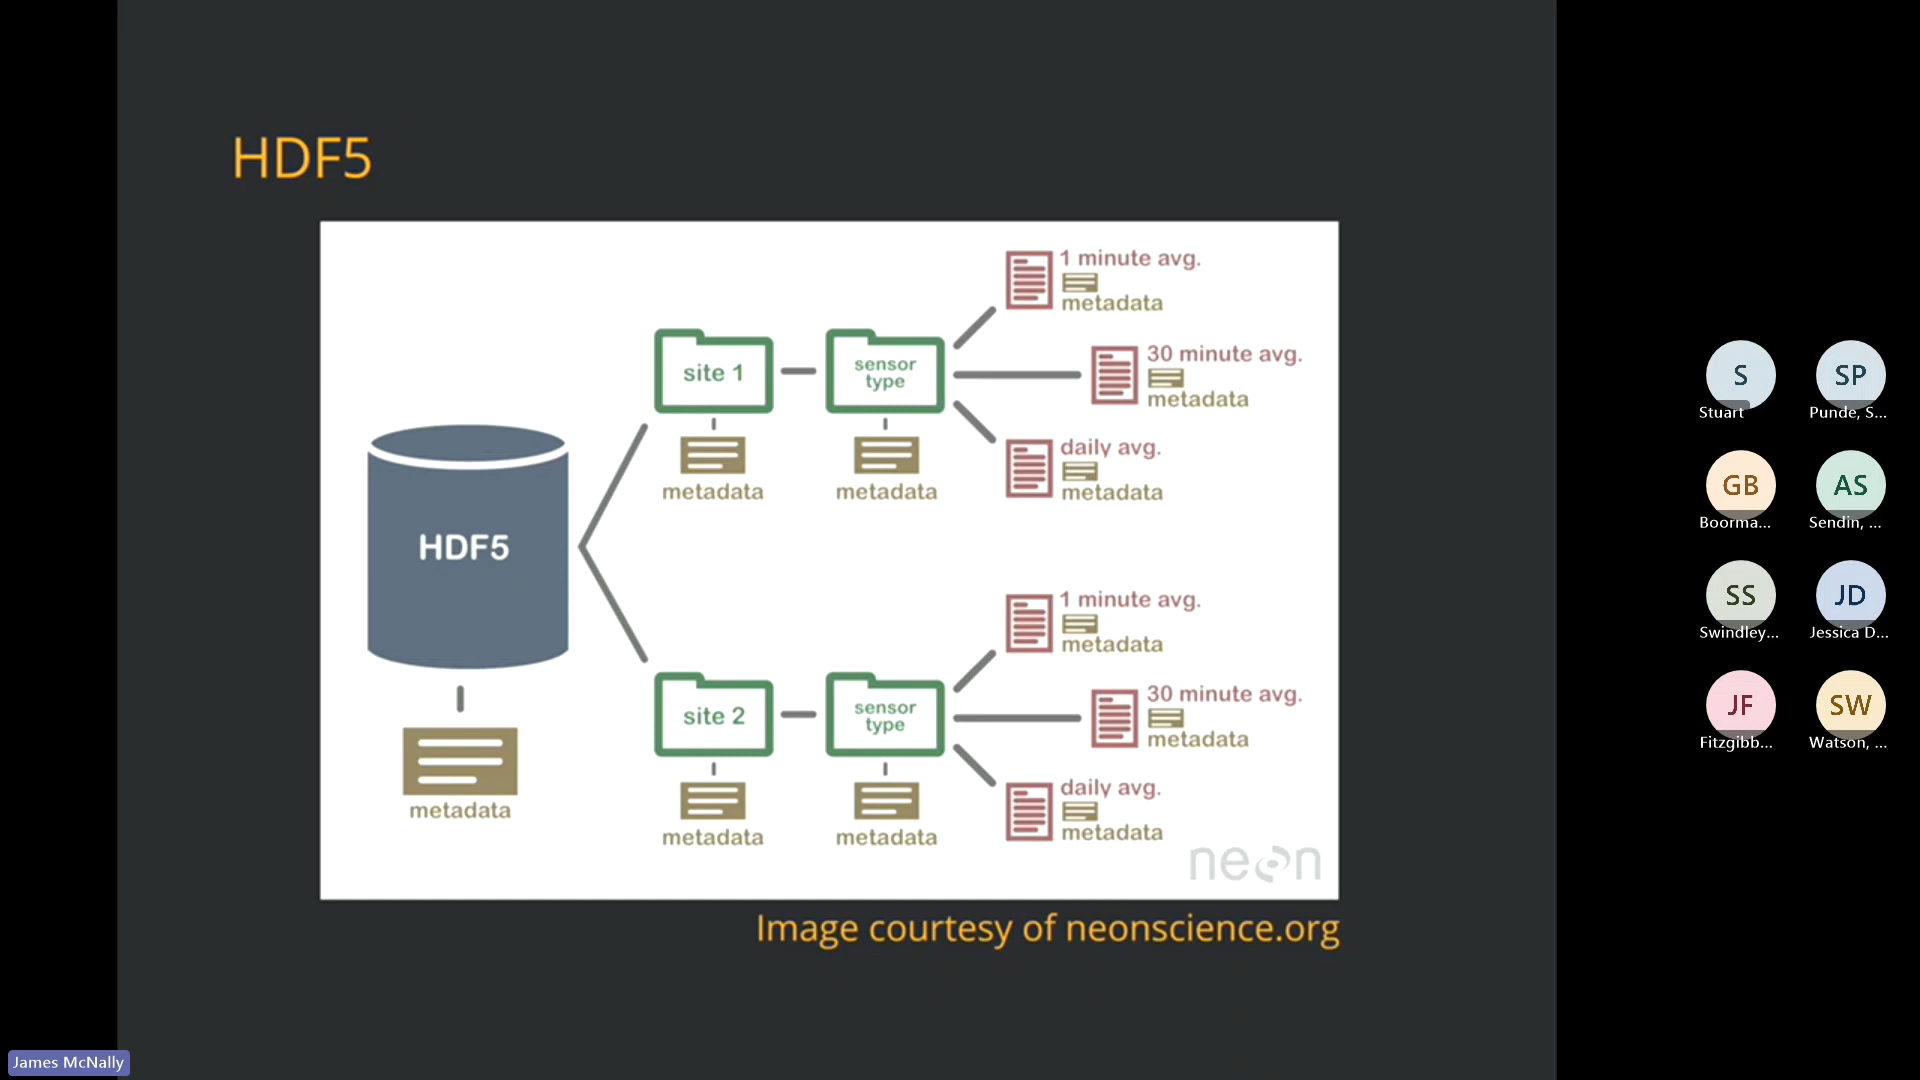 HDF5
1 minute avg.
metadata
30 minute avg.
metadata
daily avg.
metadata
site 1
sensor
type
metadata
metadata
HDF5
metadata
1 minute avg.
metadata
30 minute avg.
metadata
daily avg.
metadata
site 2
sensor
type
metadata
metadata
neon
Image courtesy of neonscience.org
S
Stuart
SP
Punde, S...
GB
Boorma...
AS
Sendin, ...
SS
Swindley...
JD
Jessica D...
JF
Fitzgibb...
SW
Watson, ...
James McNally